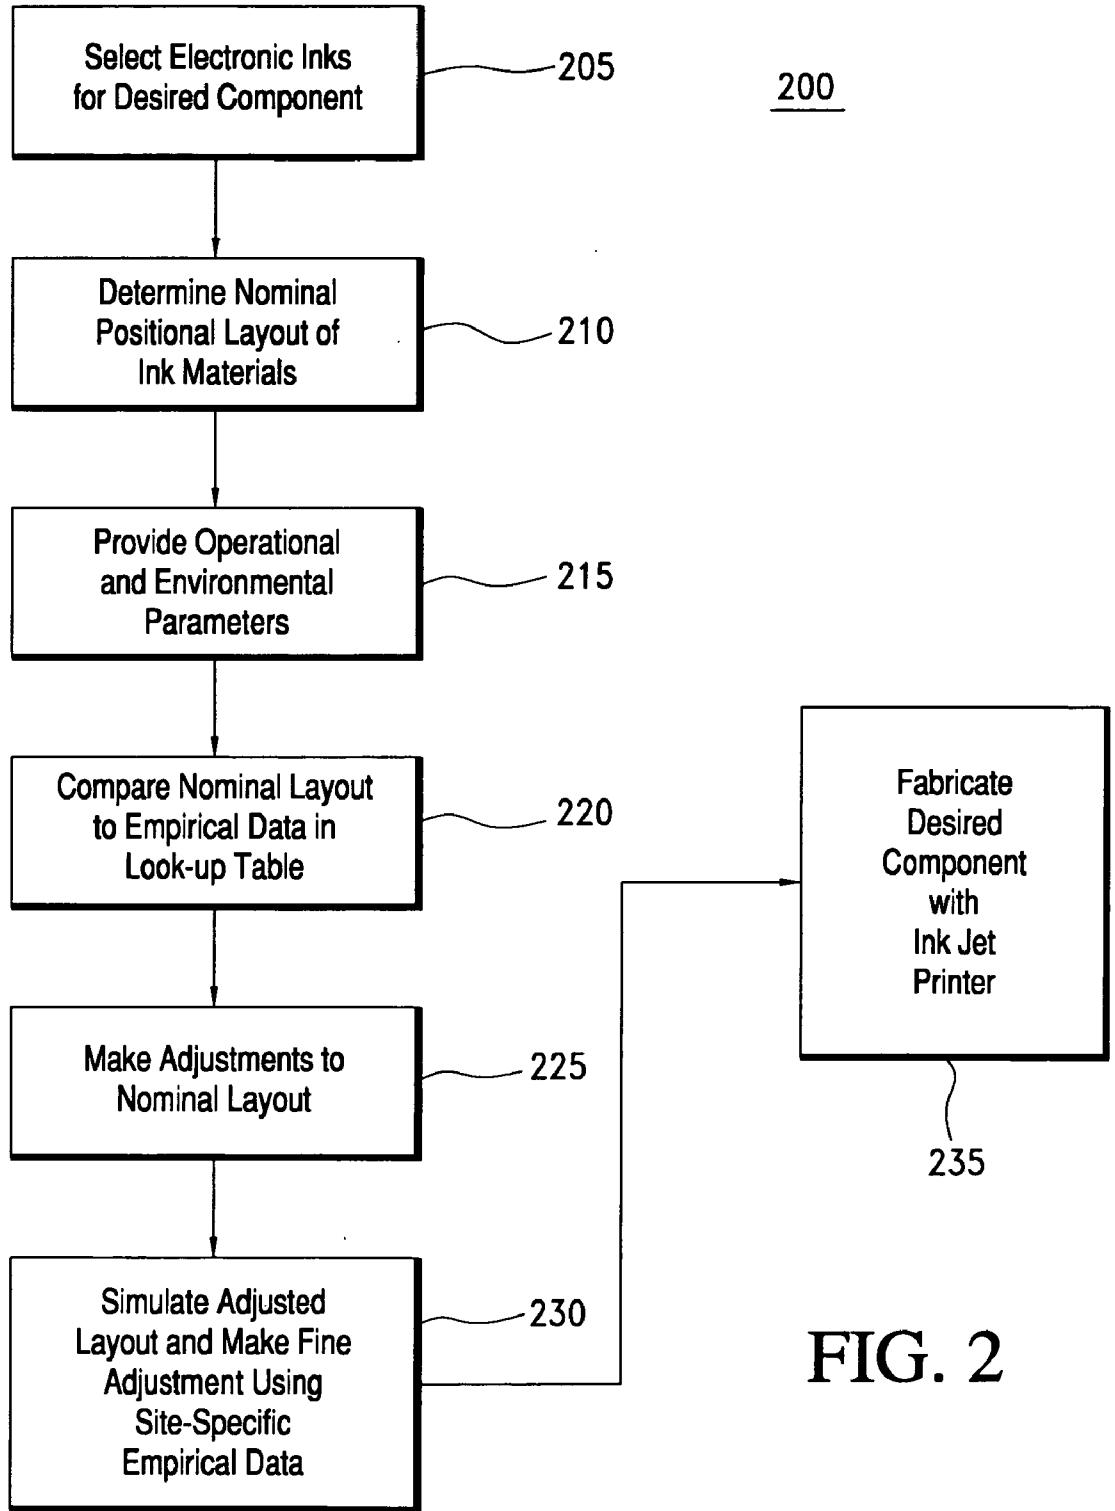 Select Electronic Inks
for Desired Component
205
200
Determine Nominal
Positional Layout of
Ink Materials
210
Provide Operational
and Environmental
Parameters
215
Compare Nominal Layout
to Empirical Data in
Look-up Table
220
Make Adjustments to
Nominal Layout
225
Simulate Adjusted
Layout and Make Fine
Adjustment Using
Site-Specific
Empirical Data
230
Fabricate
Desired
Component
with
Ink Jet
Printer
235
FIG. 2